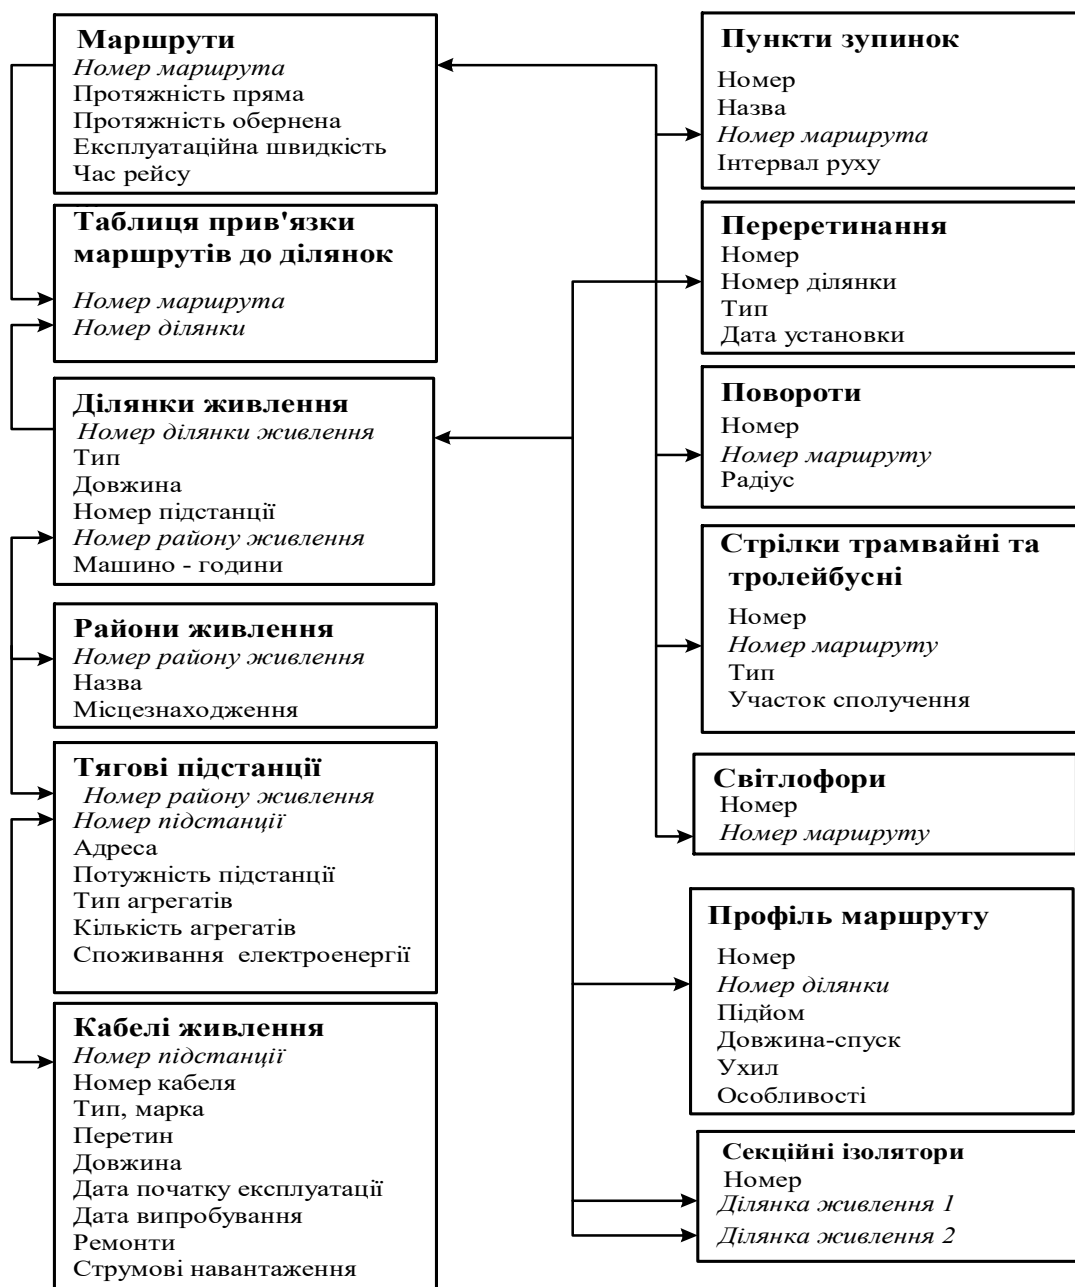 Маршрути
Номер маршрута
Протяжність пряма
Протяжність обернена
Експлуатаційна швидкість
Час рейсу
Таблиця прив'язки
маршрутів до ділянок
Номер маршрута
Номер ділянки
Ділянки живлення
Номер ділянки живлення
Тип
Довжина
Номер підстанції
Номер району живлення
Машино - години
Райони живлення
Номер району живлення
Назва
Місцезнаходження
Тягові підстанції
Номер району живлення
Номер підстанції
Адреса
Потужність підстанції
Тип агрегатів
Кількість агрегатів
Споживання електроенергії
Кабелі живлення
Номер підстанції
Номер кабеля
Тип, марка
Перетин
Довжина
Дата початку експлуатації
Дата випробування
Ремонти
Струмові навантаження
Пункти зупинок
Номер
Назва
Номер маршрута
Інтервал руху
Переретинання
Номер
Номер ділянки
Тип
Дата установки
Повороти
Номер
Номер маршруту
Радіус
Стрілки трамвайні та
тролейбусні
Номер
Номер маршруту
Тип
Участок сполучення
Світлофори
Номер
Номер маршруту
Профіль маршруту
Номер
Номер ділянки
Підйом
Довжина-спуск
Ухил
Особливості
Секційні ізолятори
Номер
Ділянка живлення 1
Ділянка живлення 2